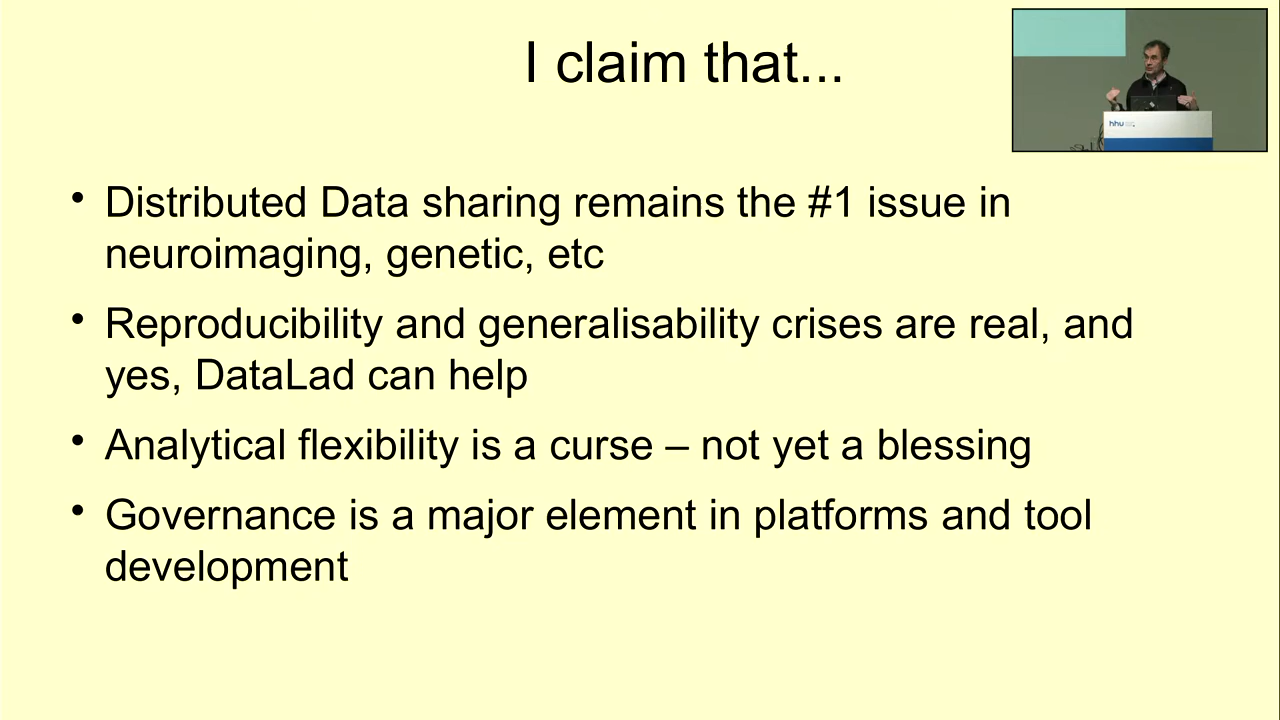 I claim that...
hhu
• Distributed Data sharing remains the #1 issue in
neuroimaging, genetic, etc
• Reproducibility and generalisability crises are real, and
yes, DataLad can help
• Analytical flexibility is a curse – not yet a blessing
• Governance is a major element in platforms and tool
development